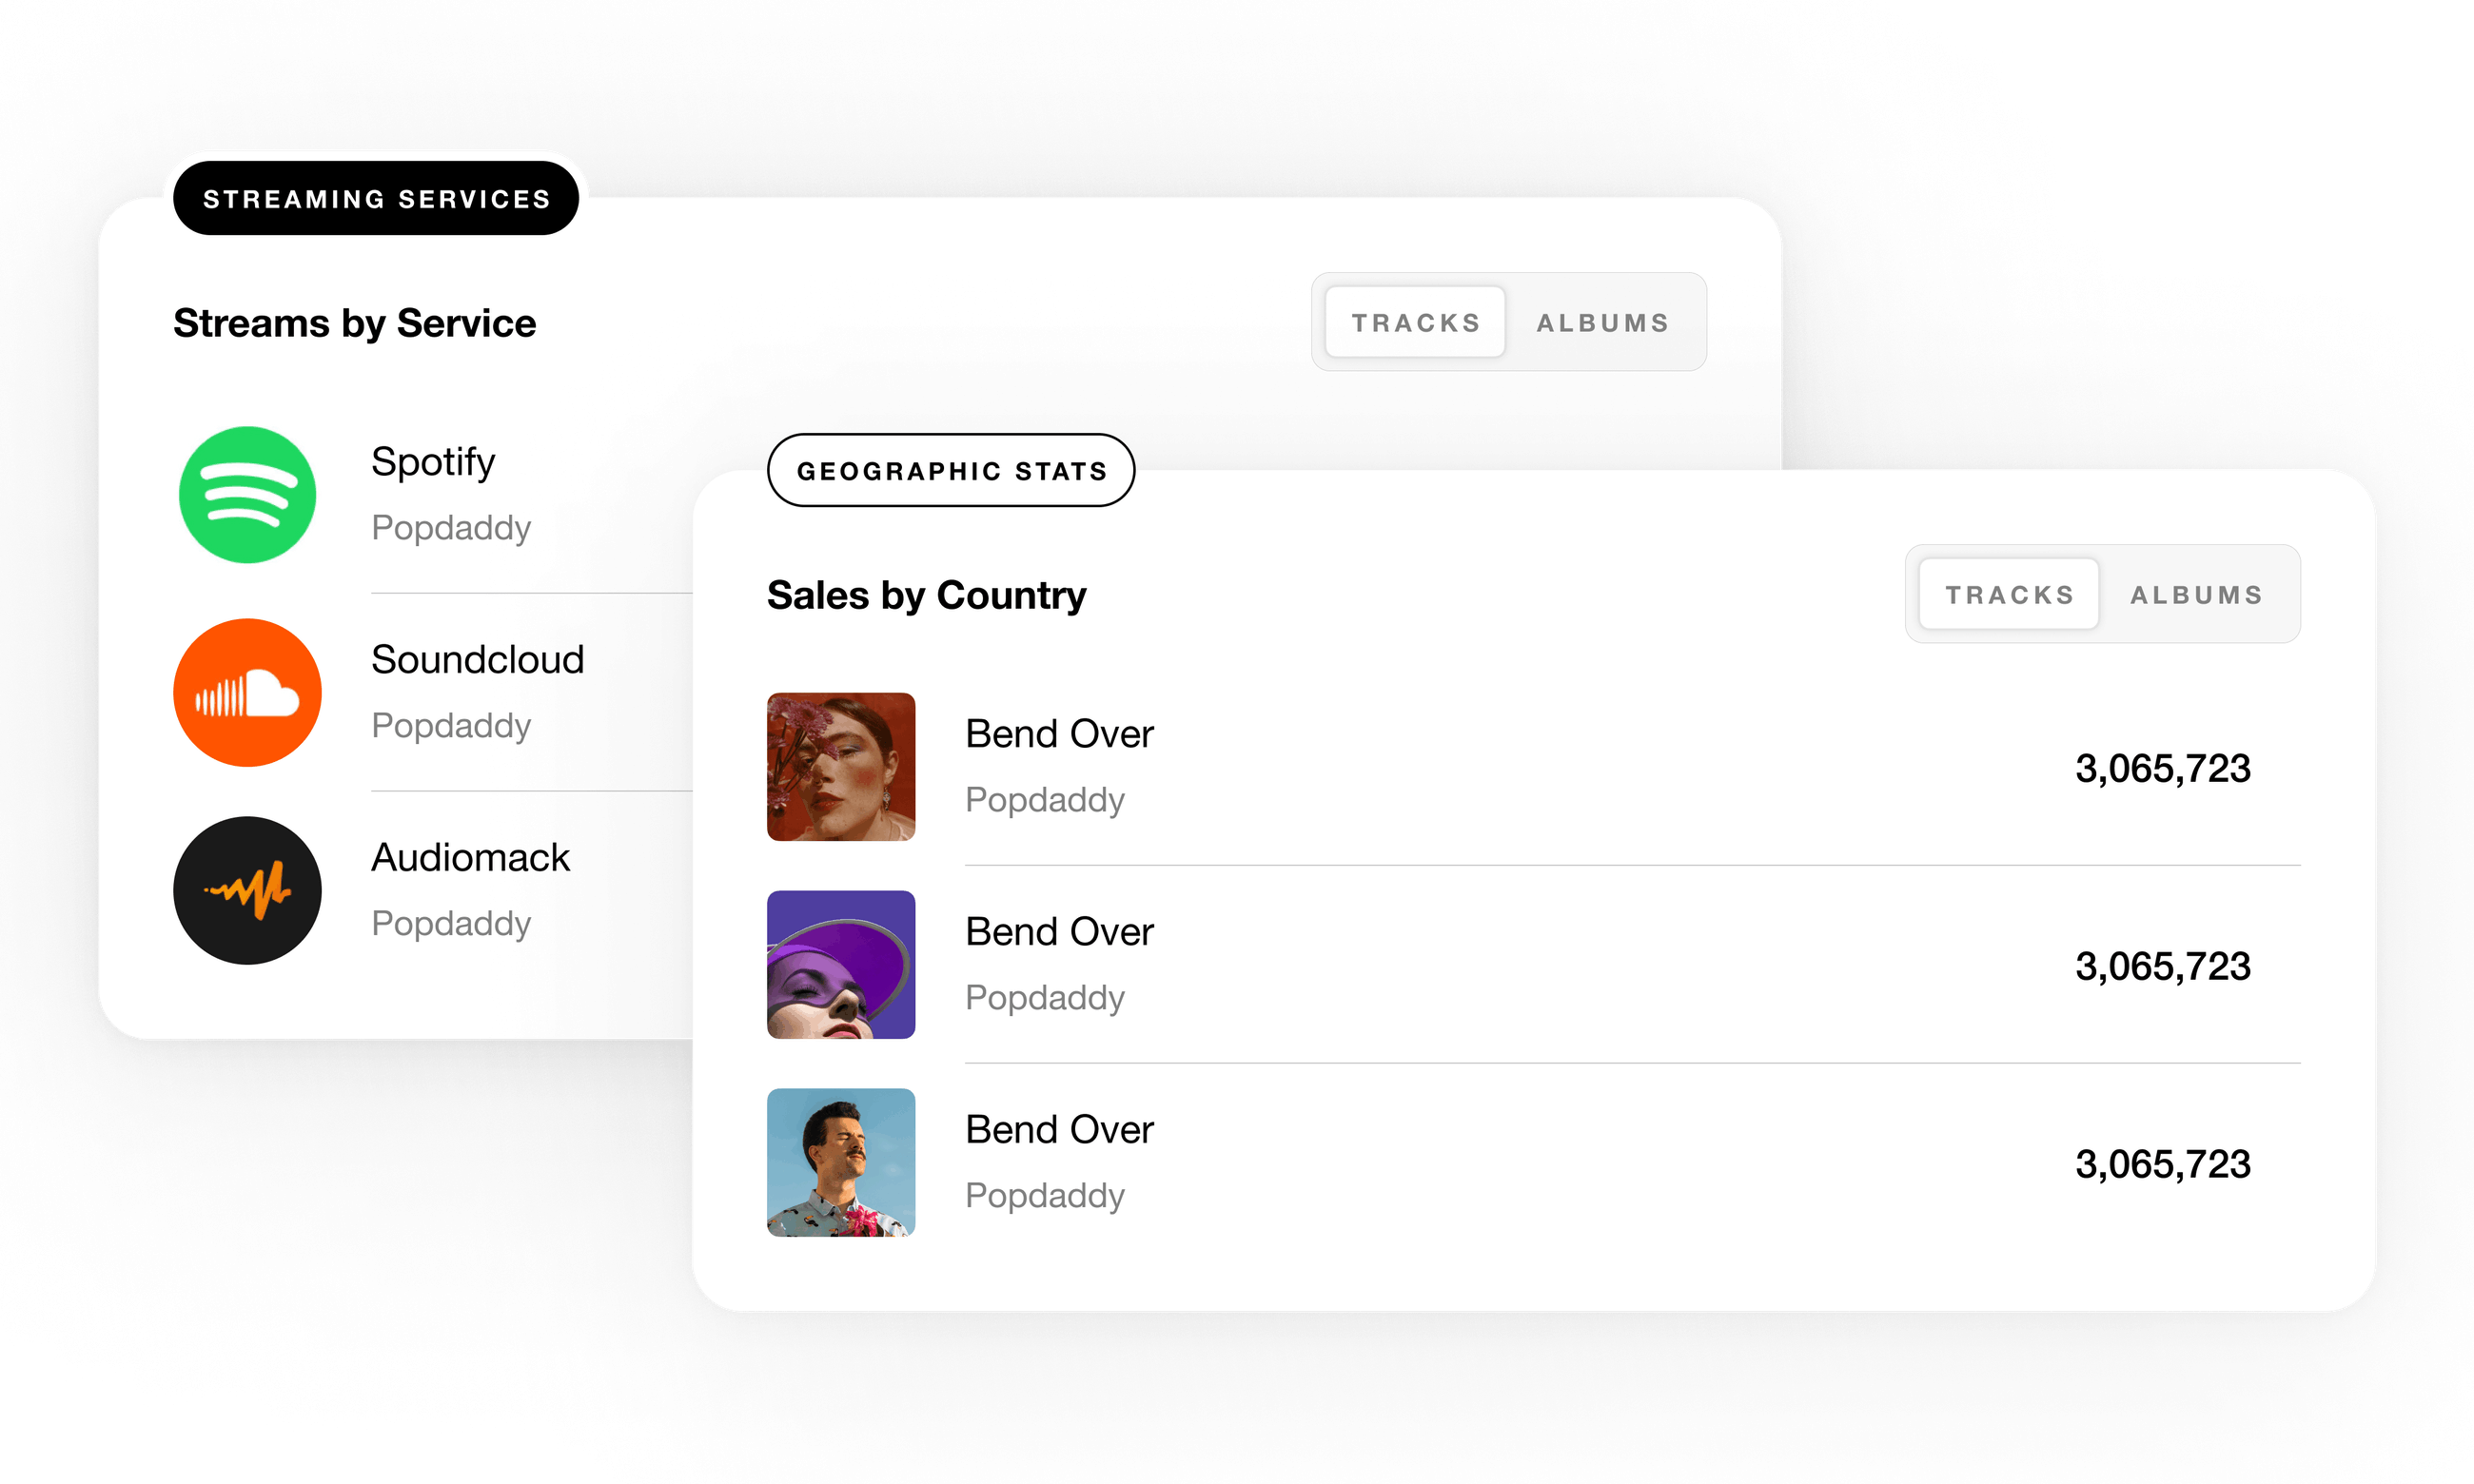 STREAMING SERVICES
Streams by Service
TRACKS ALBUMS
Spotify
Popdaddy
Soundcloud
Popdaddy
Audiomack
Popdaddy
GEOGRAPHIC STATS
Sales by Country
TRACKS ALBUMS
Bend Over
Popdaddy
3,065,723
Bend Over
Popdaddy
3,065,723
Bend Over
Popdaddy
3,065,723